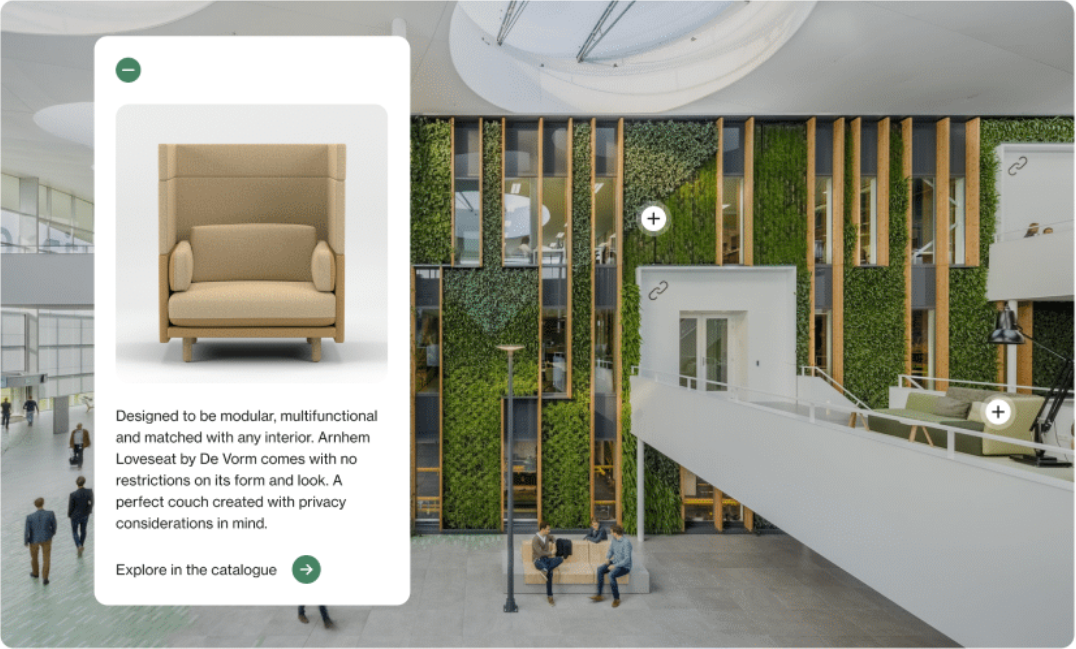 Designed to be modular, multifunctional
and matched with any interior. Arnhem
Loveseat by De Vorm comes with no
restrictions on its form and look. A
perfect couch created with privacy
considerations in mind.
Explore in the catalogue